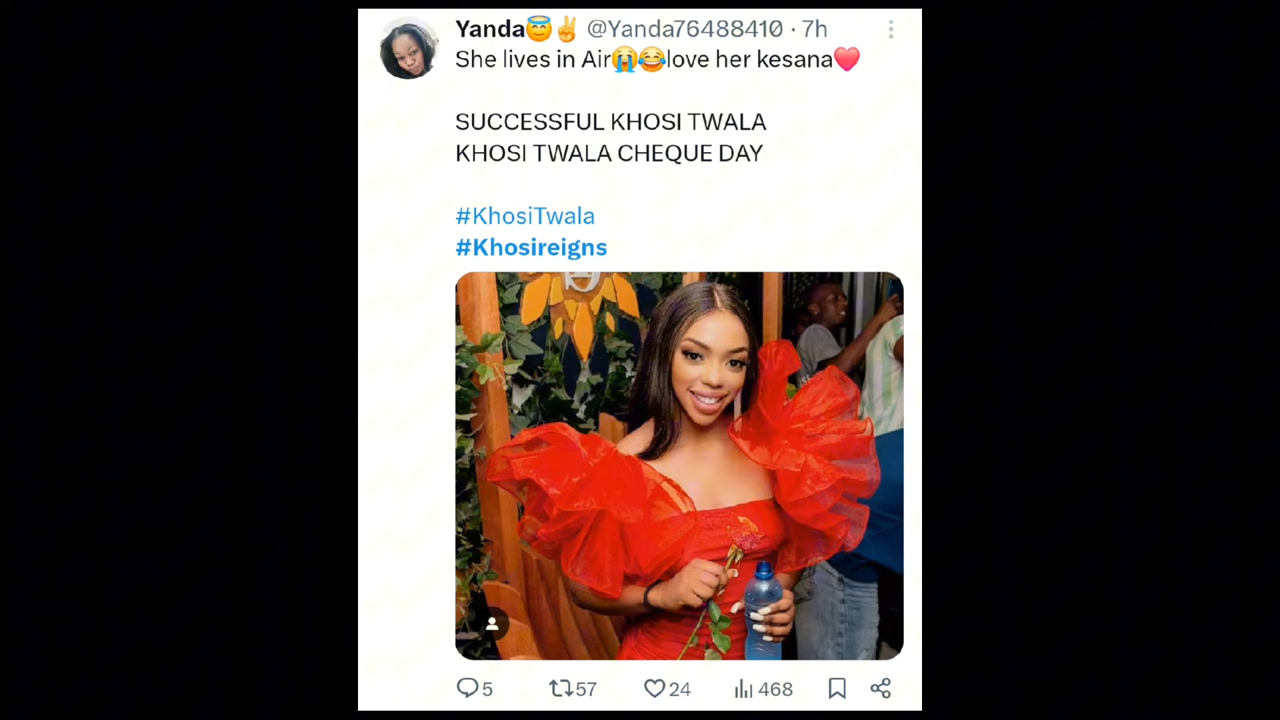 Yanda😇✌️ @Yanda76488410 · 7h
She lives in Air😭😂love her kesana❤️
SUCCESSFUL KHOSI TWALA
KHOSI TWALA CHEQUE DAY
#KhosiTwala
#Khosireigns
5 57 24 468